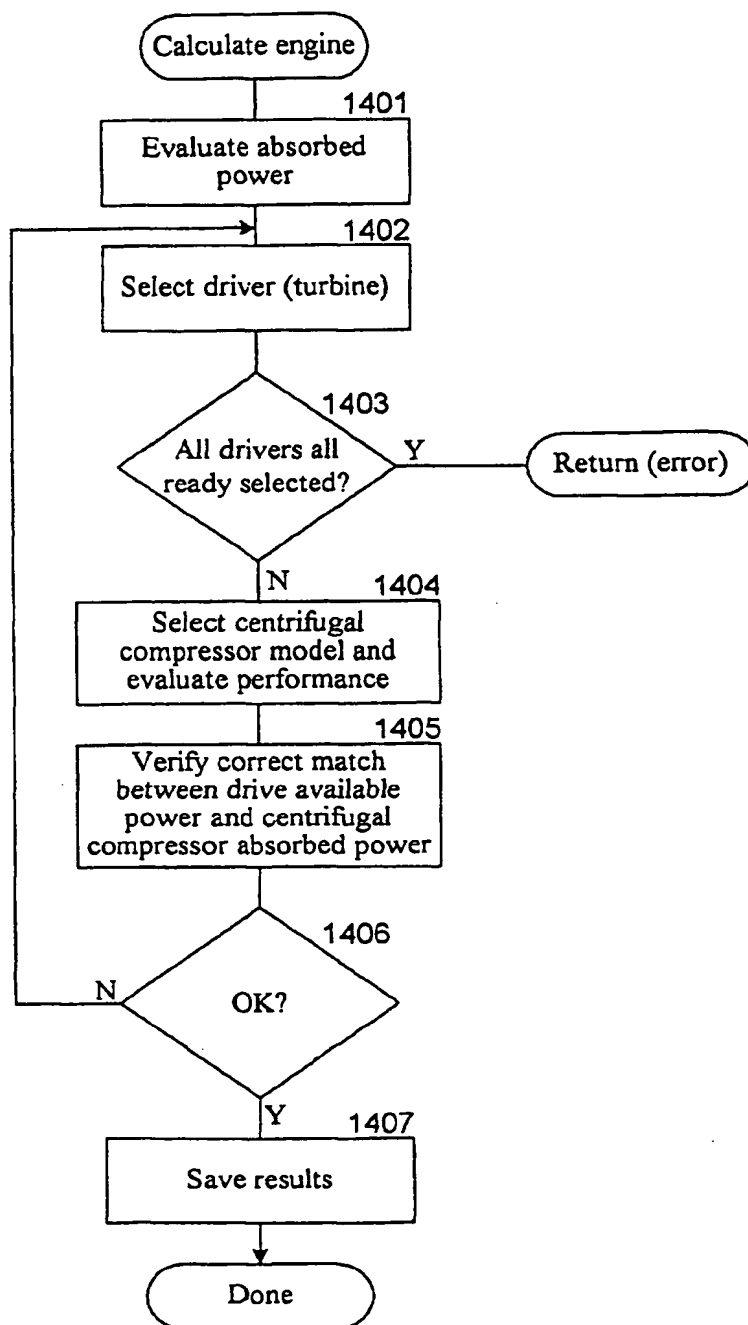 Calculate engine
1401
Evaluate absorbed
power
1402
Select driver (turbine)
1403
All drivers all
ready selected?
Y
Return (error)
N
1404
Select centrifugal
compressor model and
evaluate performance
1405
Verify correct match
between drive available
power and centrifugal
compressor absorbed power
1406
N
OK?
Y
1407
Save results
Done